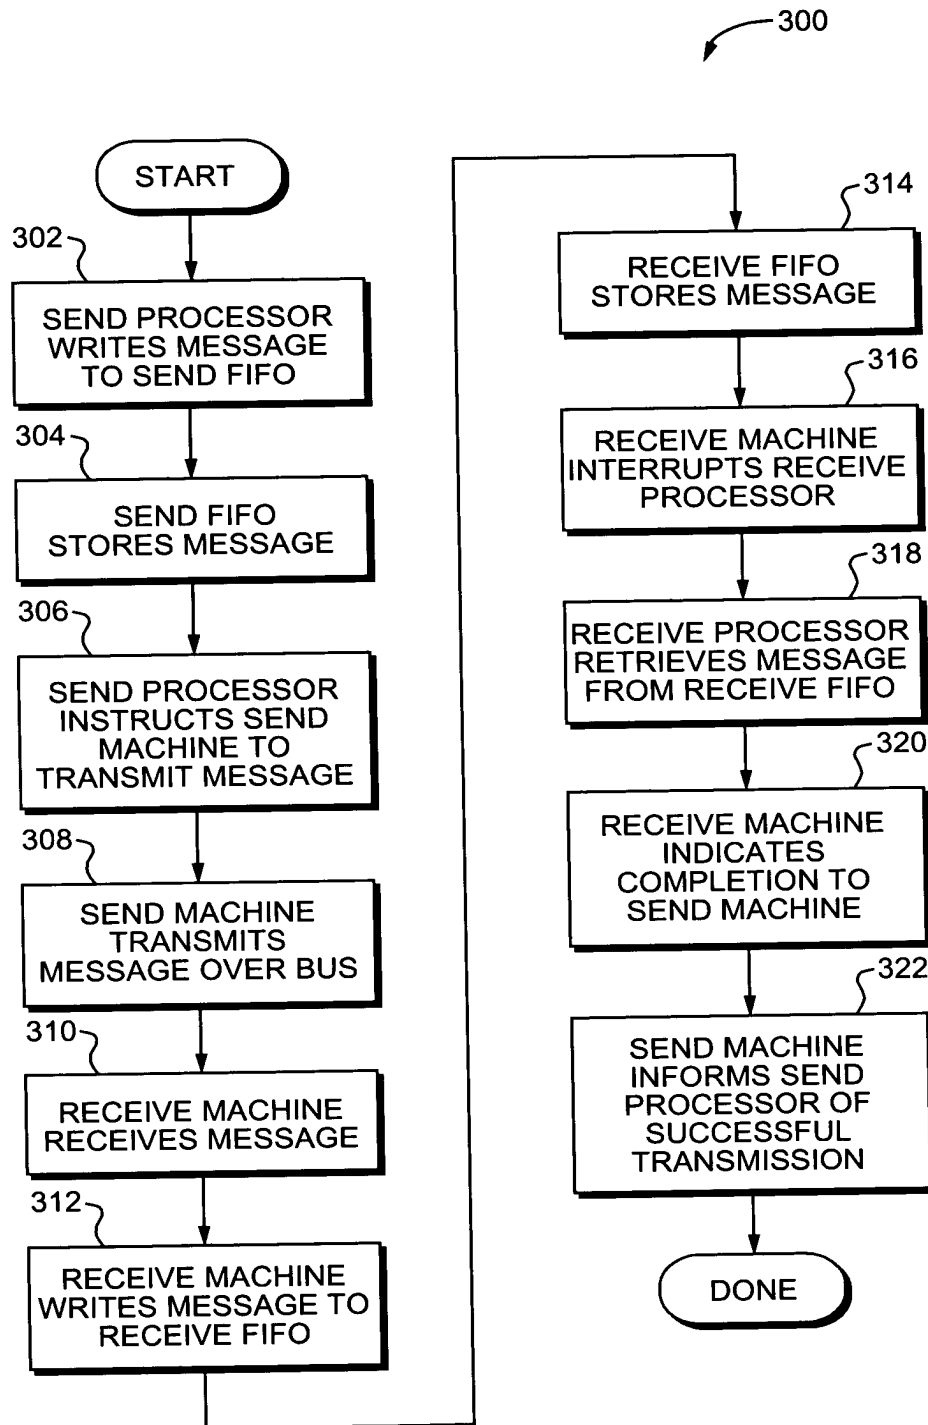 300
START
302
SEND PROCESSOR
WRITES MESSAGE
TO SEND FIFO
304
SEND FIFO
STORES MESSAGE
306
SEND PROCESSOR
INSTRUCTS SEND
MACHINE TO
TRANSMIT MESSAGE
308
SEND MACHINE
TRANSMITS
MESSAGE OVER BUS
310
RECEIVE MACHINE
RECEIVES MESSAGE
312
RECEIVE MACHINE
WRITES MESSAGE TO
RECEIVE FIFO
314
RECEIVE FIFO
STORES MESSAGE
316
RECEIVE MACHINE
INTERRUPTS RECEIVE
PROCESSOR
318
RECEIVE PROCESSOR
RETRIEVES MESSAGE
FROM RECEIVE FIFO
320
RECEIVE MACHINE
INDICATES
COMPLETION TO
SEND MACHINE
322
SEND MACHINE
INFORMS SEND
PROCESSOR OF
SUCCESSFUL
TRANSMISSION
DONE